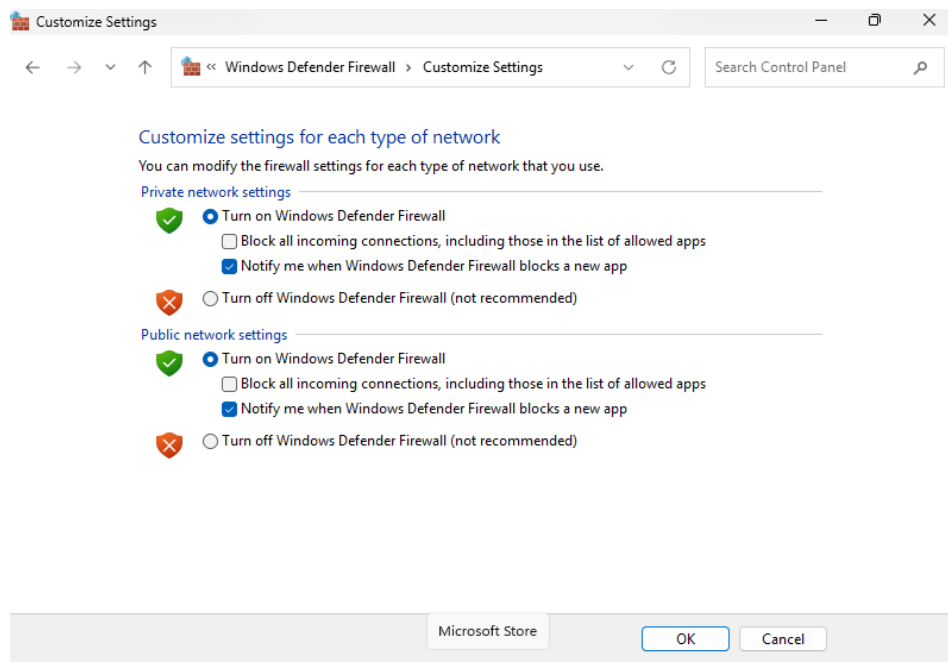 Customize Settings
« Windows Defender Firewall › Customize Settings
Search Control Panel
Customize settings for each type of network
You can modify the firewall settings for each type of network that you use.
Private network settings
Turn on Windows Defender Firewall
Block all incoming connections, including those in the list of allowed apps
Notify me when Windows Defender Firewall blocks a new app
Turn off Windows Defender Firewall (not recommended)
Public network settings
Turn on Windows Defender Firewall
Block all incoming connections, including those in the list of allowed apps
Notify me when Windows Defender Firewall blocks a new app
Turn off Windows Defender Firewall (not recommended)
Microsoft Store
OK
Cancel